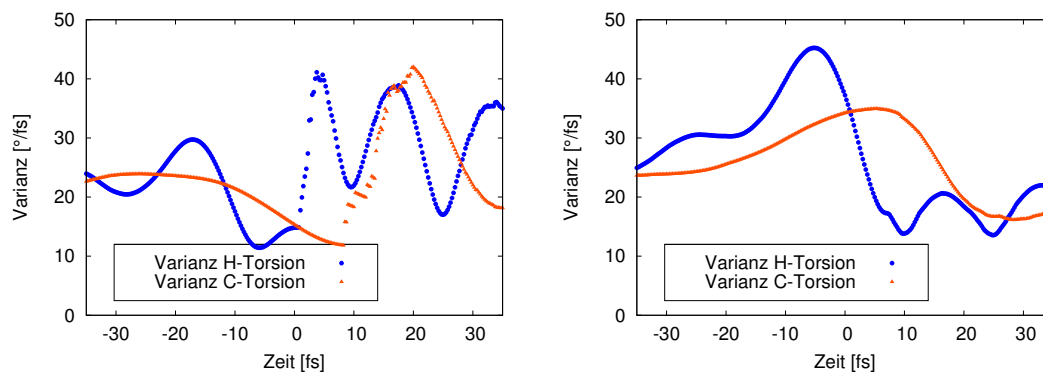 50
40
30
20
10
0
Varianz [°/fs]
Varianz H-Torsion
Varianz C-Torsion
-30 -20 -10 0 10 20 30
Zeit [fs]
50
40
30
20
10
0
Varianz [°/fs]
Varianz H-Torsion
Varianz C-Torsion
-30 -20 -10 0 10 20 30
Zeit [fs]